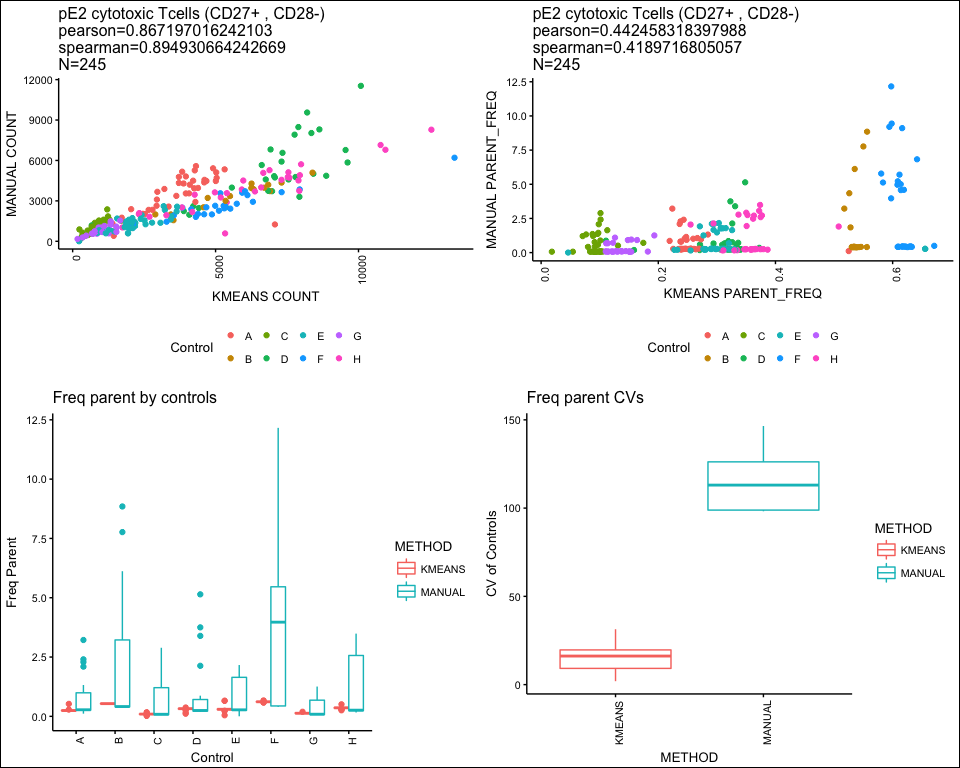 pE2 cytotoxic Tcells (CD27+ , CD28-)
pearson=0.867197016242103
spearman=0.894930664242669
N=245
12000
9000
6000
3000
0
MANUAL COUNT
0
50000
100000
KMEANS COUNT
Control
A C E G
B D F H
pE2 cytotoxic Tcells (CD27+ , CD28-)
pearson=0.442458318397988
spearman=0.4189716805057
N=245
12.5
10.0
7.5
5.0
2.5
0.0
MANUAL PARENT_FREQ
0.0
0.2
0.4
0.6
KMEANS PARENT_FREQ
Control
A C E G
B D F H
Freq parent by controls
12.5
10.0
7.5
5.0
2.5
0.0
Freq Parent
A B C D E F G H
Control
METHOD
KMEANS
MANUAL
Freq parent CVs
150
100
50
0
CV of Controls
KMEANS
MANUAL
METHOD
METHOD
KMEANS
MANUAL